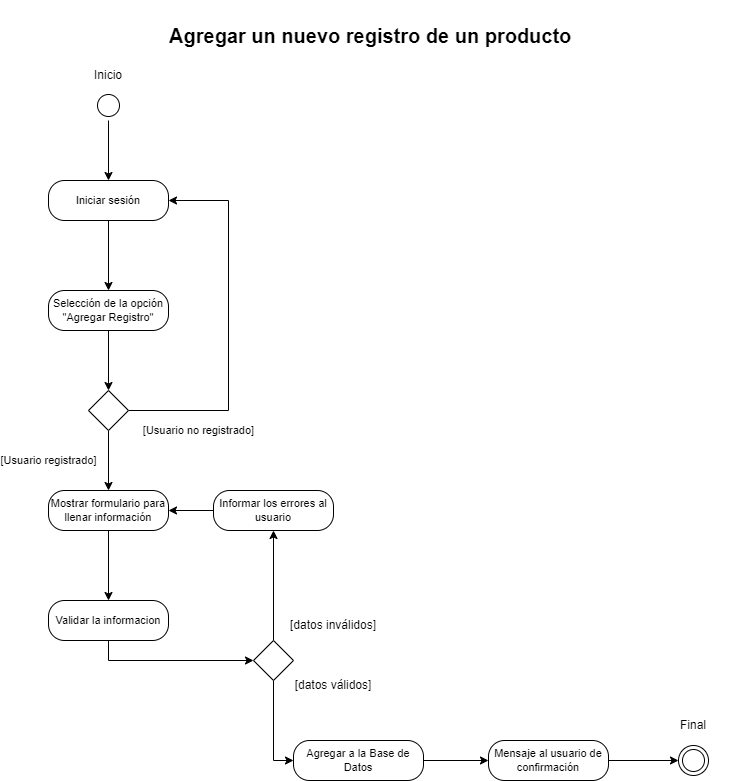 Agregar un nuevo registro de un producto
Inicio
Iniciar sesión
Selección de la opción
"Agregar Registro"
[Usuario no registrado]
[Usuario registrado]
Mostrar formulario para
llenar información
Informar los errores al
usuario
Validar la informacion
[datos inválidos]
[datos válidos]
Agregar a la Base de
Datos
Mensaje al usuario de
confirmación
Final